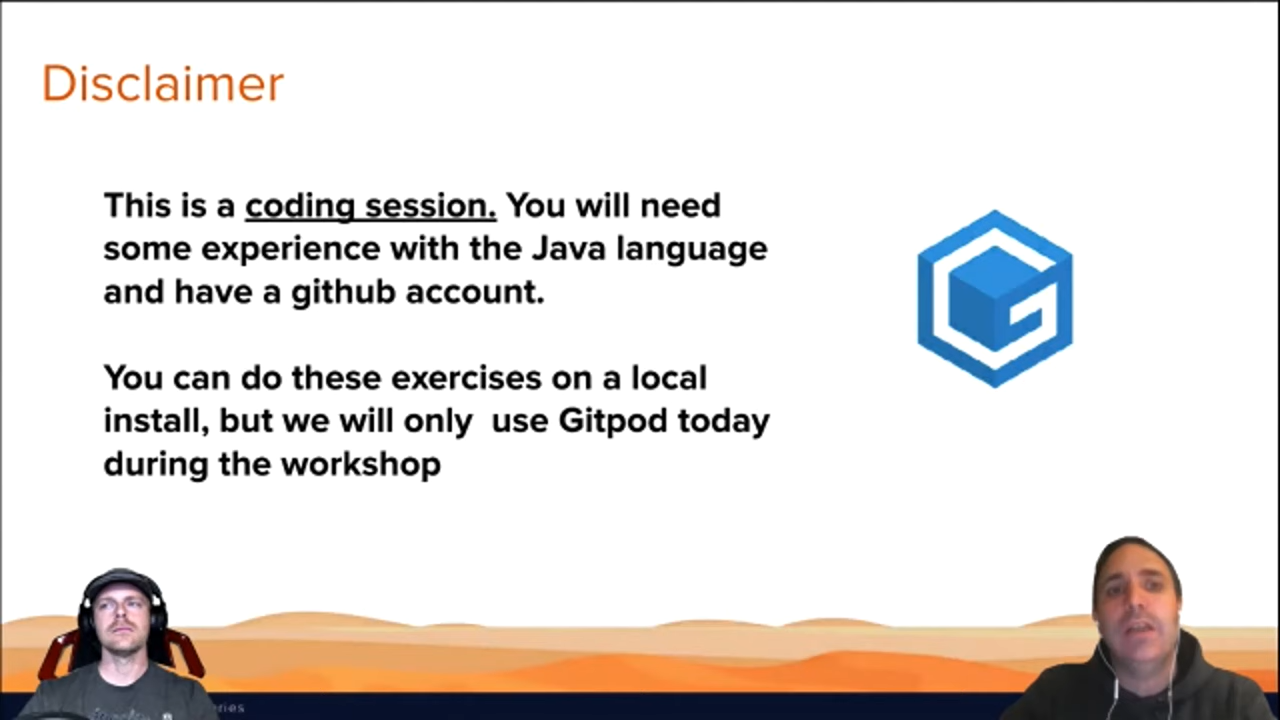 Disclaimer
This is a coding session. You will need
some experience with the Java language
and have a github account.
You can do these exercises on a local
install, but we will only use Gitpod today
during the workshop